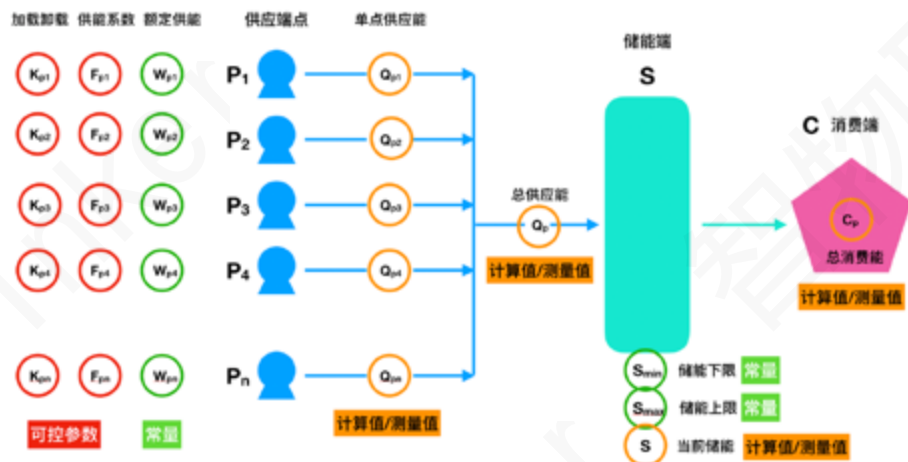 加载卸载 供能系数 额定供能 供应端点 单点供应能
储能端
S
Kp1 Fp1 Wp1 P1 Qp1
Kp2 Fp2 Wp2 P2 Qp2
C 消费端
Kp3 Fp3 Wp3 P3 Qp3
总供应能
Qp
Cp
总消费能
Kp4 Fp4 Wp4 P4 Qp4
计算值/测量值
计算值/测量值
Kpn Fpn Wpn Pn Qpn
Smin 储能下限 常量
Smax 储能上限 常量
可控参数 常量 计算值/测量值
S 当前储能 计算值/测量值